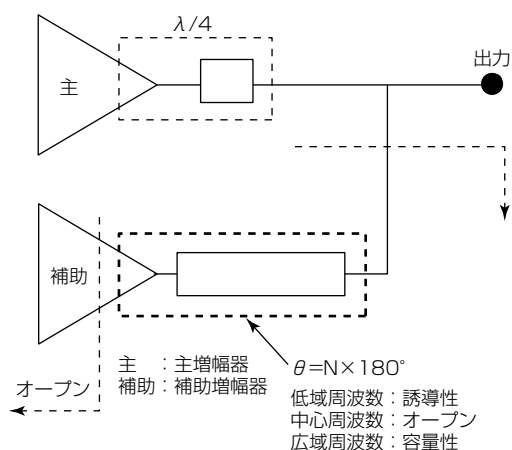 λ/4
出力
主
補助
オープン
主　：主増幅器
補助：補助増幅器
θ=N×180°
低域周波数：誘導性
中心周波数：オープン
広域周波数：容量性